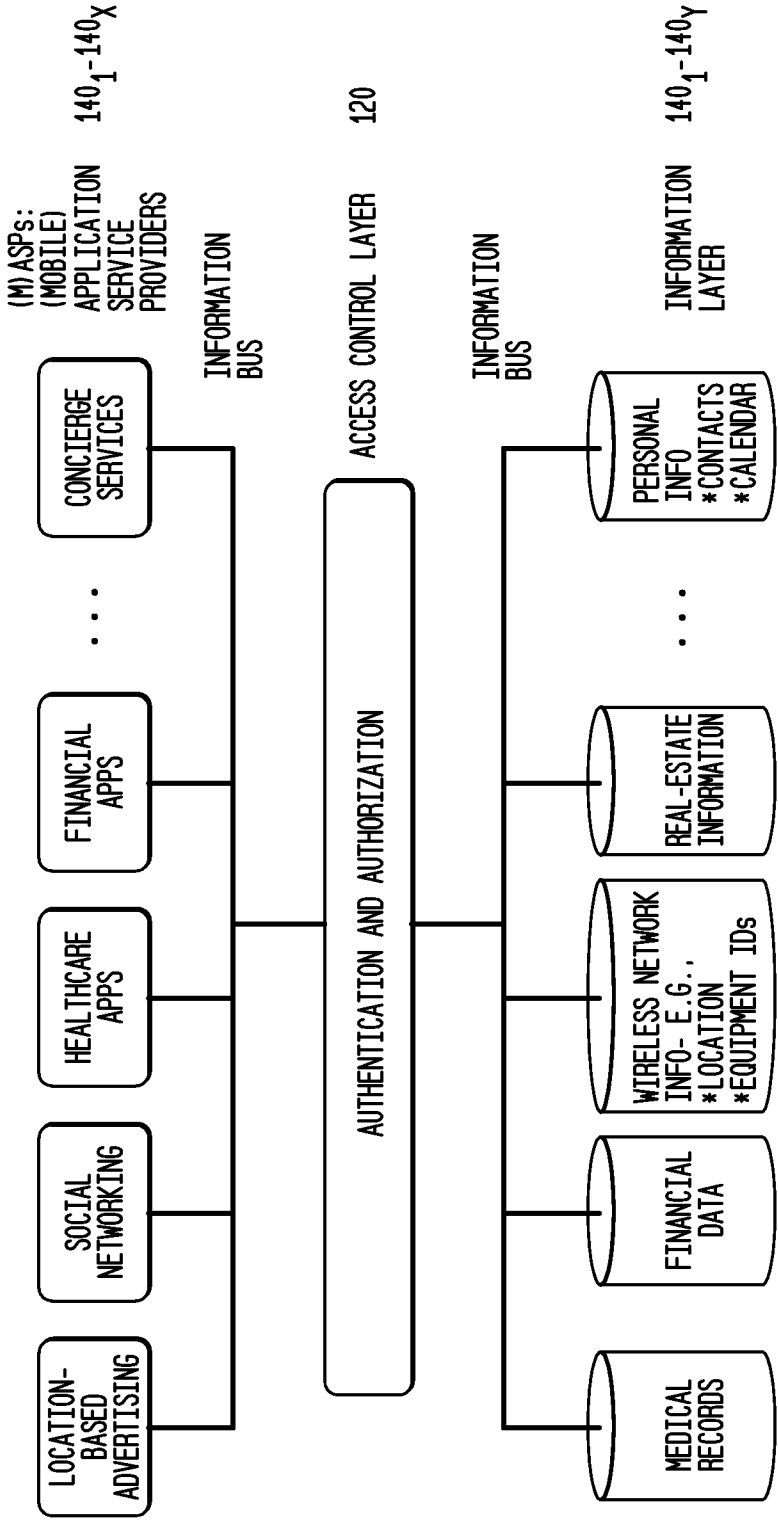 LOCATION-
BASED
ADVERTISING
SOCIAL
NETWORKING
HEALTHCARE
APPS
FINANCIAL
APPS
...
CONCIERGE
SERVICES
(M)ASPs:
(MOBILE)
APPLICATION
SERVICE
PROVIDERS
140₁-140X
INFORMATION
BUS
AUTHENTICATION AND AUTHORIZATION
ACCESS CONTROL LAYER
120
INFORMATION
BUS
MEDICAL
RECORDS
FINANCIAL
DATA
WIRELESS NETWORK
INFO- E.G.,
*LOCATION
*EQUIPMENT IDs
REAL-ESTATE
INFORMATION
...
PERSONAL
INFO
*CONTACTS
*CALENDAR
INFORMATION
LAYER
140₁-140Y